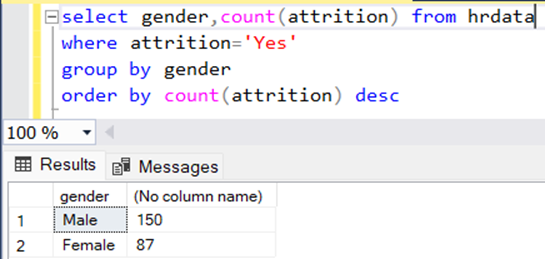 select gender,count(attrition) from hrdata
where attrition='Yes'
group by gender
order by count(attrition) desc
100 %
Results Messages
gender (No column name)
1 Male 150
2 Female 87